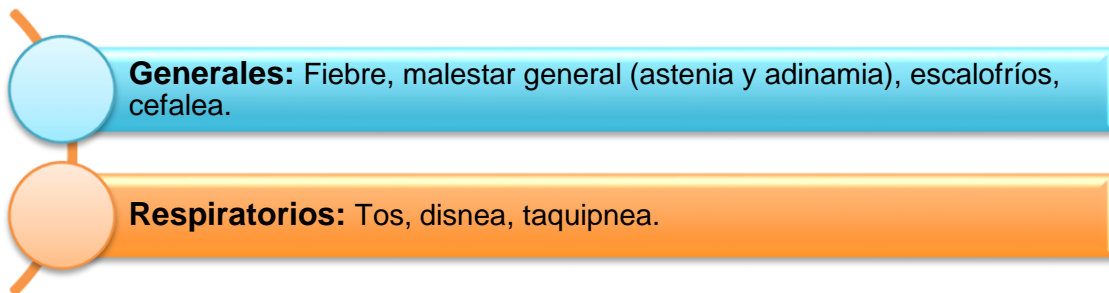 Generales: Fiebre, malestar general (astenia y adinamia), escalofríos,
cefalea.
Respiratorios: Tos, disnea, taquipnea.